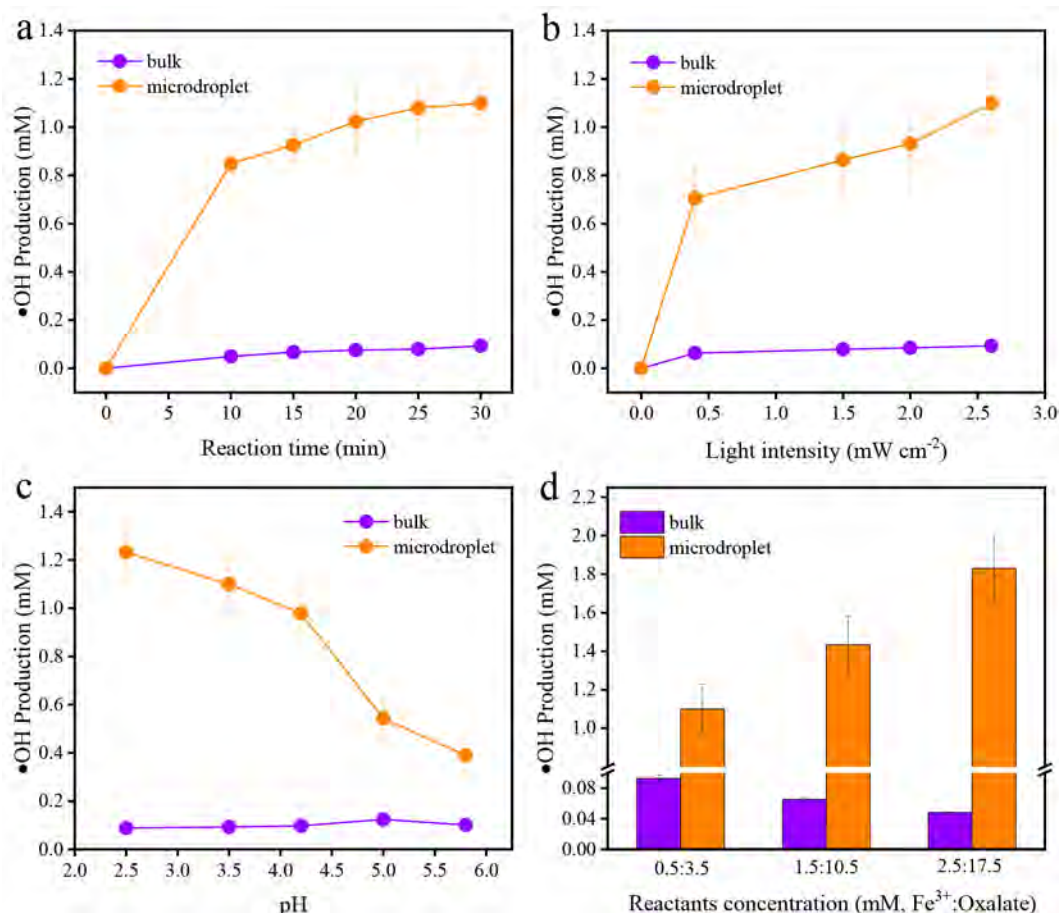 a
bulk
microdroplet
1.4
1.2
1.0
0.8
0.6
0.4
0.2
0.0
●OH Production (mM)
0 5 10 15 20 25 30
Reaction time (min)
b
bulk
microdroplet
1.4
1.2
1.0
0.8
0.6
0.4
0.2
0.0
●OH Production (mM)
0.0 0.5 1.0 1.5 2.0 2.5 3.0
Light intensity (mW cm⁻²)
c
bulk
microdroplet
1.4
1.2
1.0
0.8
0.6
0.4
0.2
0.0
●OH Production (mM)
2.0 2.5 3.0 3.5 4.0 4.5 5.0 5.5 6.0
pH
d
bulk
microdroplet
2.2
2.0
1.8
1.6
1.4
1.2
1.0
0.08
0.04
0.00
●OH Production (mM)
0.5:3.5 1.5:10.5 2.5:17.5
Reactants concentration (mM, Fe³⁺:Oxalate)